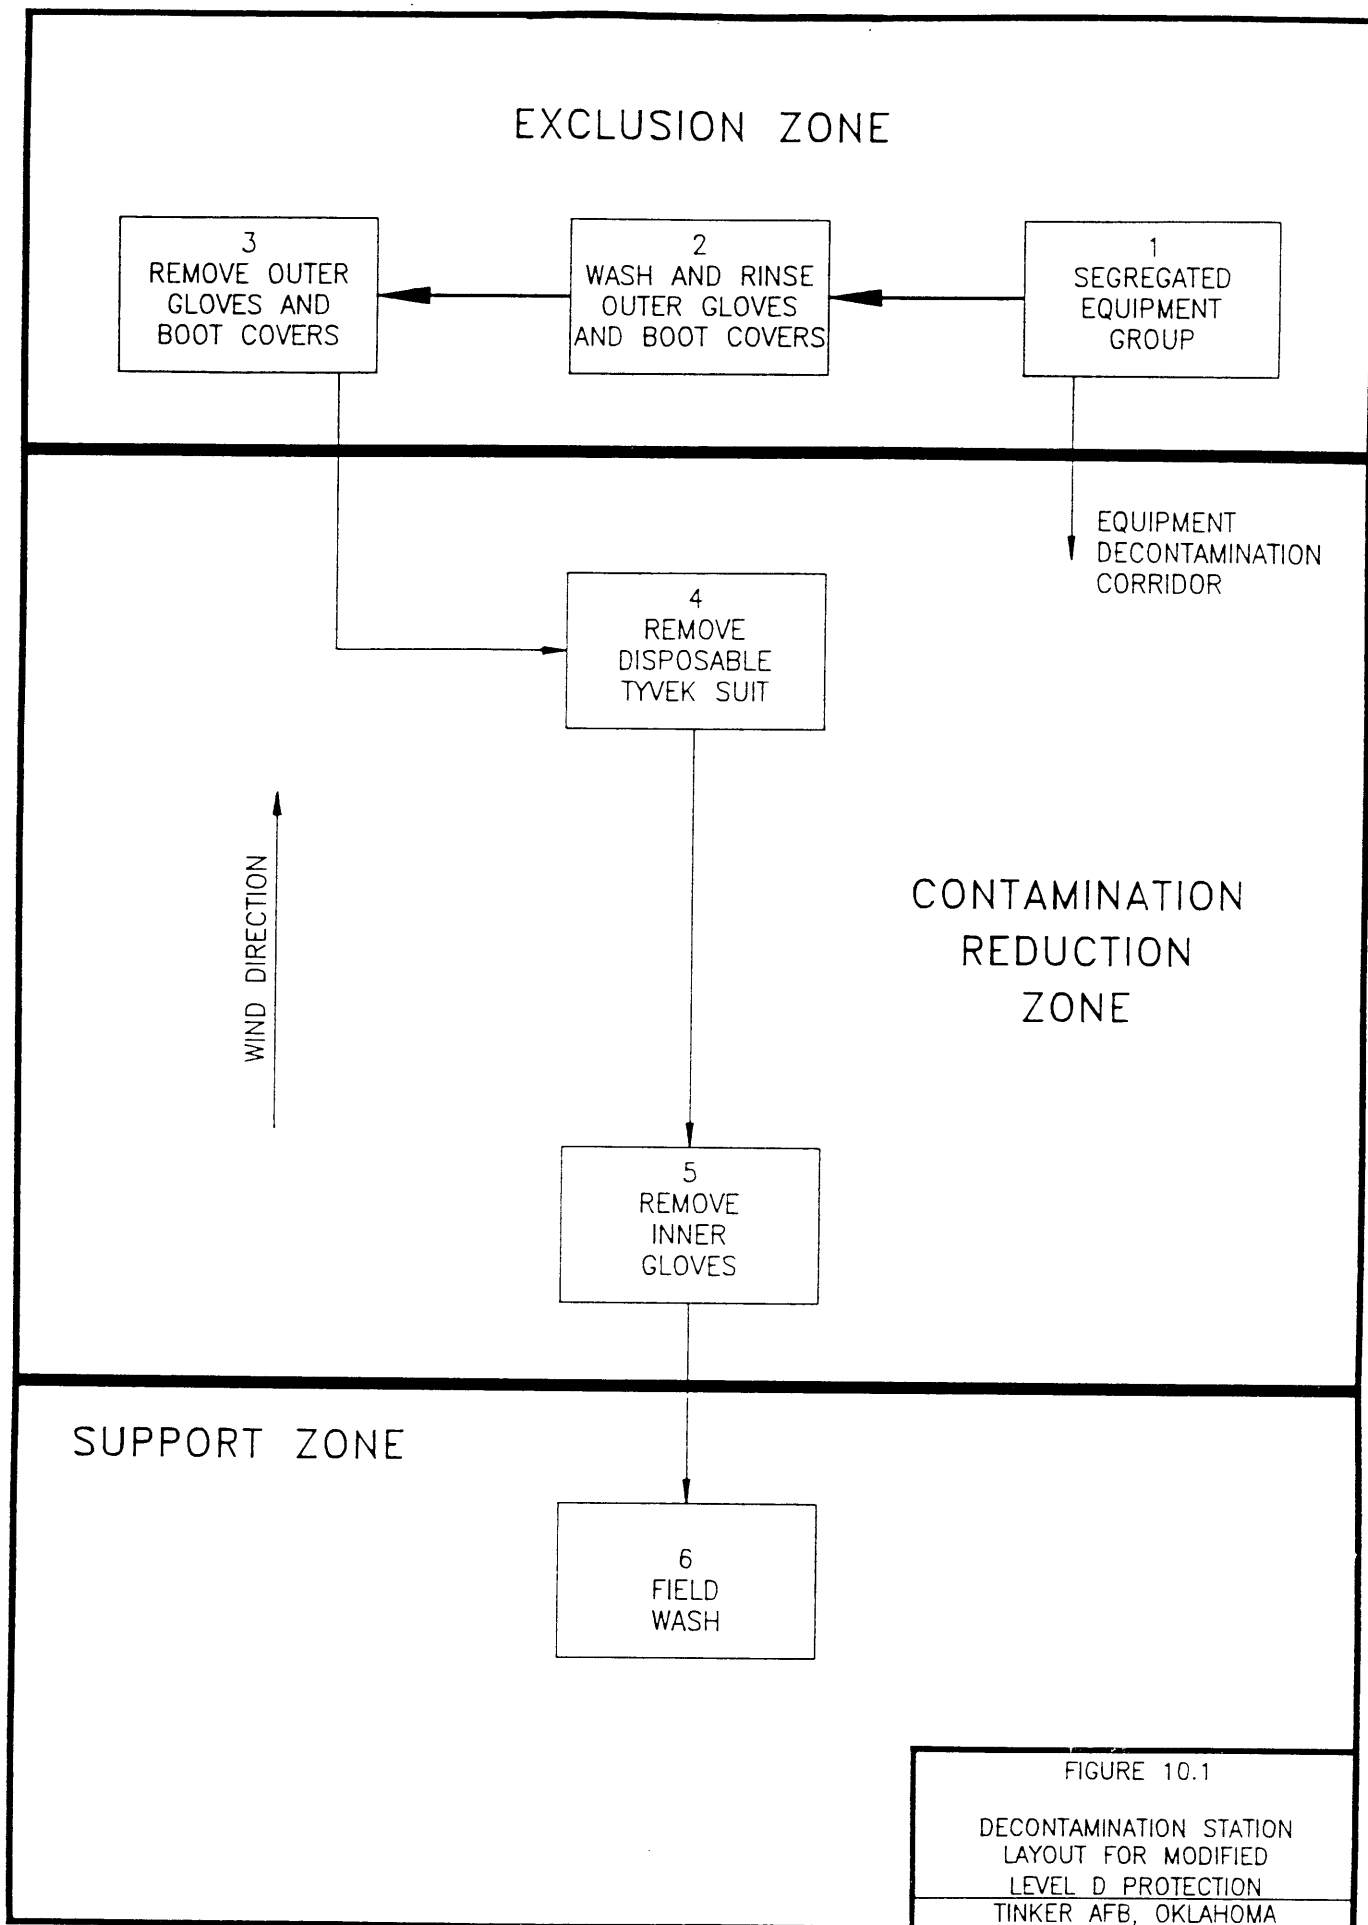 EXCLUSION ZONE
3
REMOVE OUTER
GLOVES AND
BOOT COVERS
2
WASH AND RINSE
OUTER GLOVES
AND BOOT COVERS
1
SEGREGATED
EQUIPMENT
GROUP
EQUIPMENT
DECONTAMINATION
CORRIDOR
4
REMOVE
DISPOSABLE
TYVEK SUIT
WIND DIRECTION
CONTAMINATION
REDUCTION
ZONE
5
REMOVE
INNER
GLOVES
SUPPORT ZONE
6
FIELD
WASH
FIGURE 10.1
DECONTAMINATION STATION
LAYOUT FOR MODIFIED
LEVEL D PROTECTION
TINKER AFB, OKLAHOMA